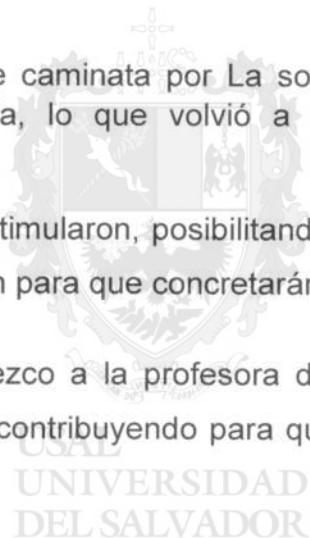 e caminata por La so
a, lo que volvió a
timularon, posibilitand
n para que concretarán
ezco a la profesora d
contribuyendo para qu
USAL
UNIVERSIDAD
DEL SALVADOR